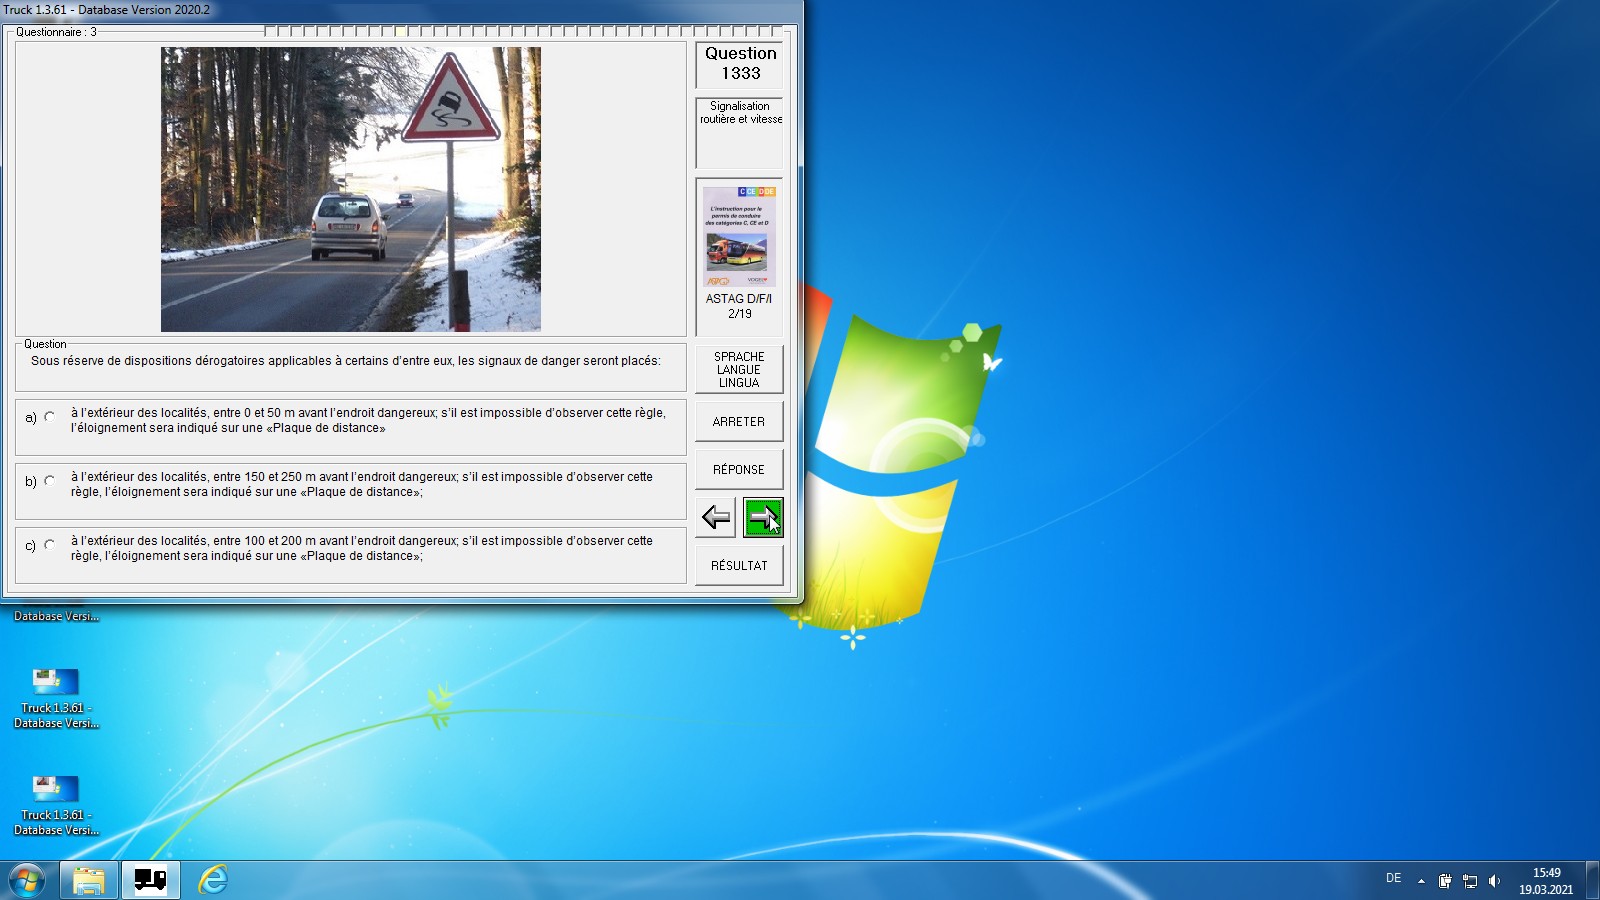 Truck 1.3.61 - Database Version 2020.2
Questionnaire : 3
Question
1333
Signalisation
routière et vitesse
C CE D DE
L'instruction pour le
permis de conduire
des catégories C, CE et D
ASTAG D/F/I
2/19
Question
Sous réserve de dispositions dérogatoires applicables à certains d'entre eux, les signaux de danger seront placés:
a) à l'extérieur des localités, entre 0 et 50 m avant l'endroit dangereux; s'il est impossible d'observer cette règle,
l'éloignement sera indiqué sur une «Plaque de distance»
b) à l'extérieur des localités, entre 150 et 250 m avant l'endroit dangereux; s'il est impossible d'observer cette
règle, l'éloignement sera indiqué sur une «Plaque de distance»;
c) à l'extérieur des localités, entre 100 et 200 m avant l'endroit dangereux; s'il est impossible d'observer cette
règle, l'éloignement sera indiqué sur une «Plaque de distance»;
SPRACHE
LANGUE
LINGUA
ARRETER
RÉPONSE
RÉSULTAT
Database Versi...
Truck 1.3.61 -
Database Versi...
Truck 1.3.61 -
Database Versi...
DE
15:49
19.03.2021